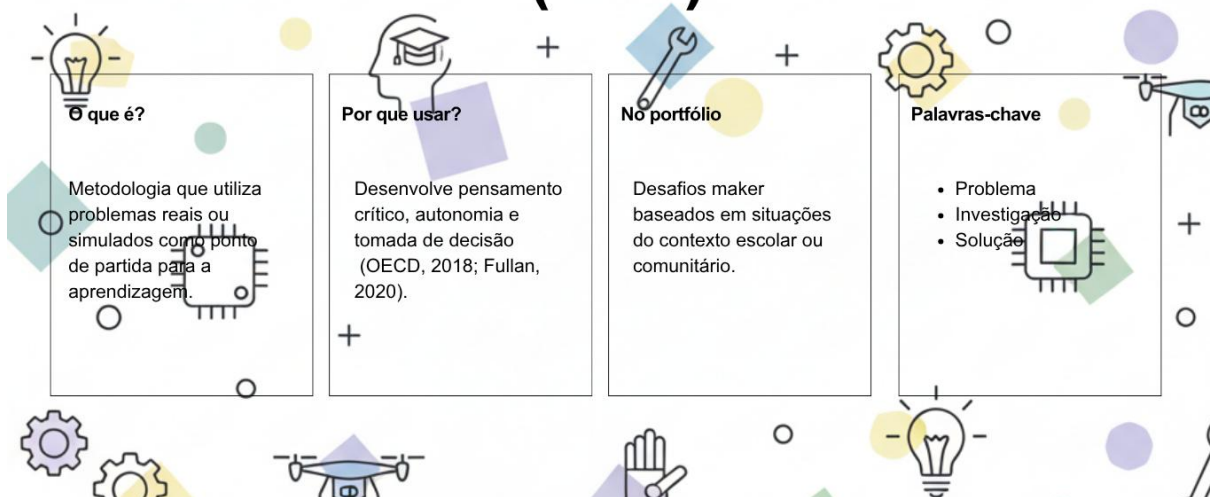 O que é?
Metodologia que utiliza
problemas reais ou
simulados como ponto
de partida para a
aprendizagem.
Por que usar?
Desenvolve pensamento
crítico, autonomia e
tomada de decisão
(OECD, 2018; Fullan,
2020).
No portfólio
Desafios maker
baseados em situações
do contexto escolar ou
comunitário.
Palavras-chave
• Problema
• Investigação
• Solução